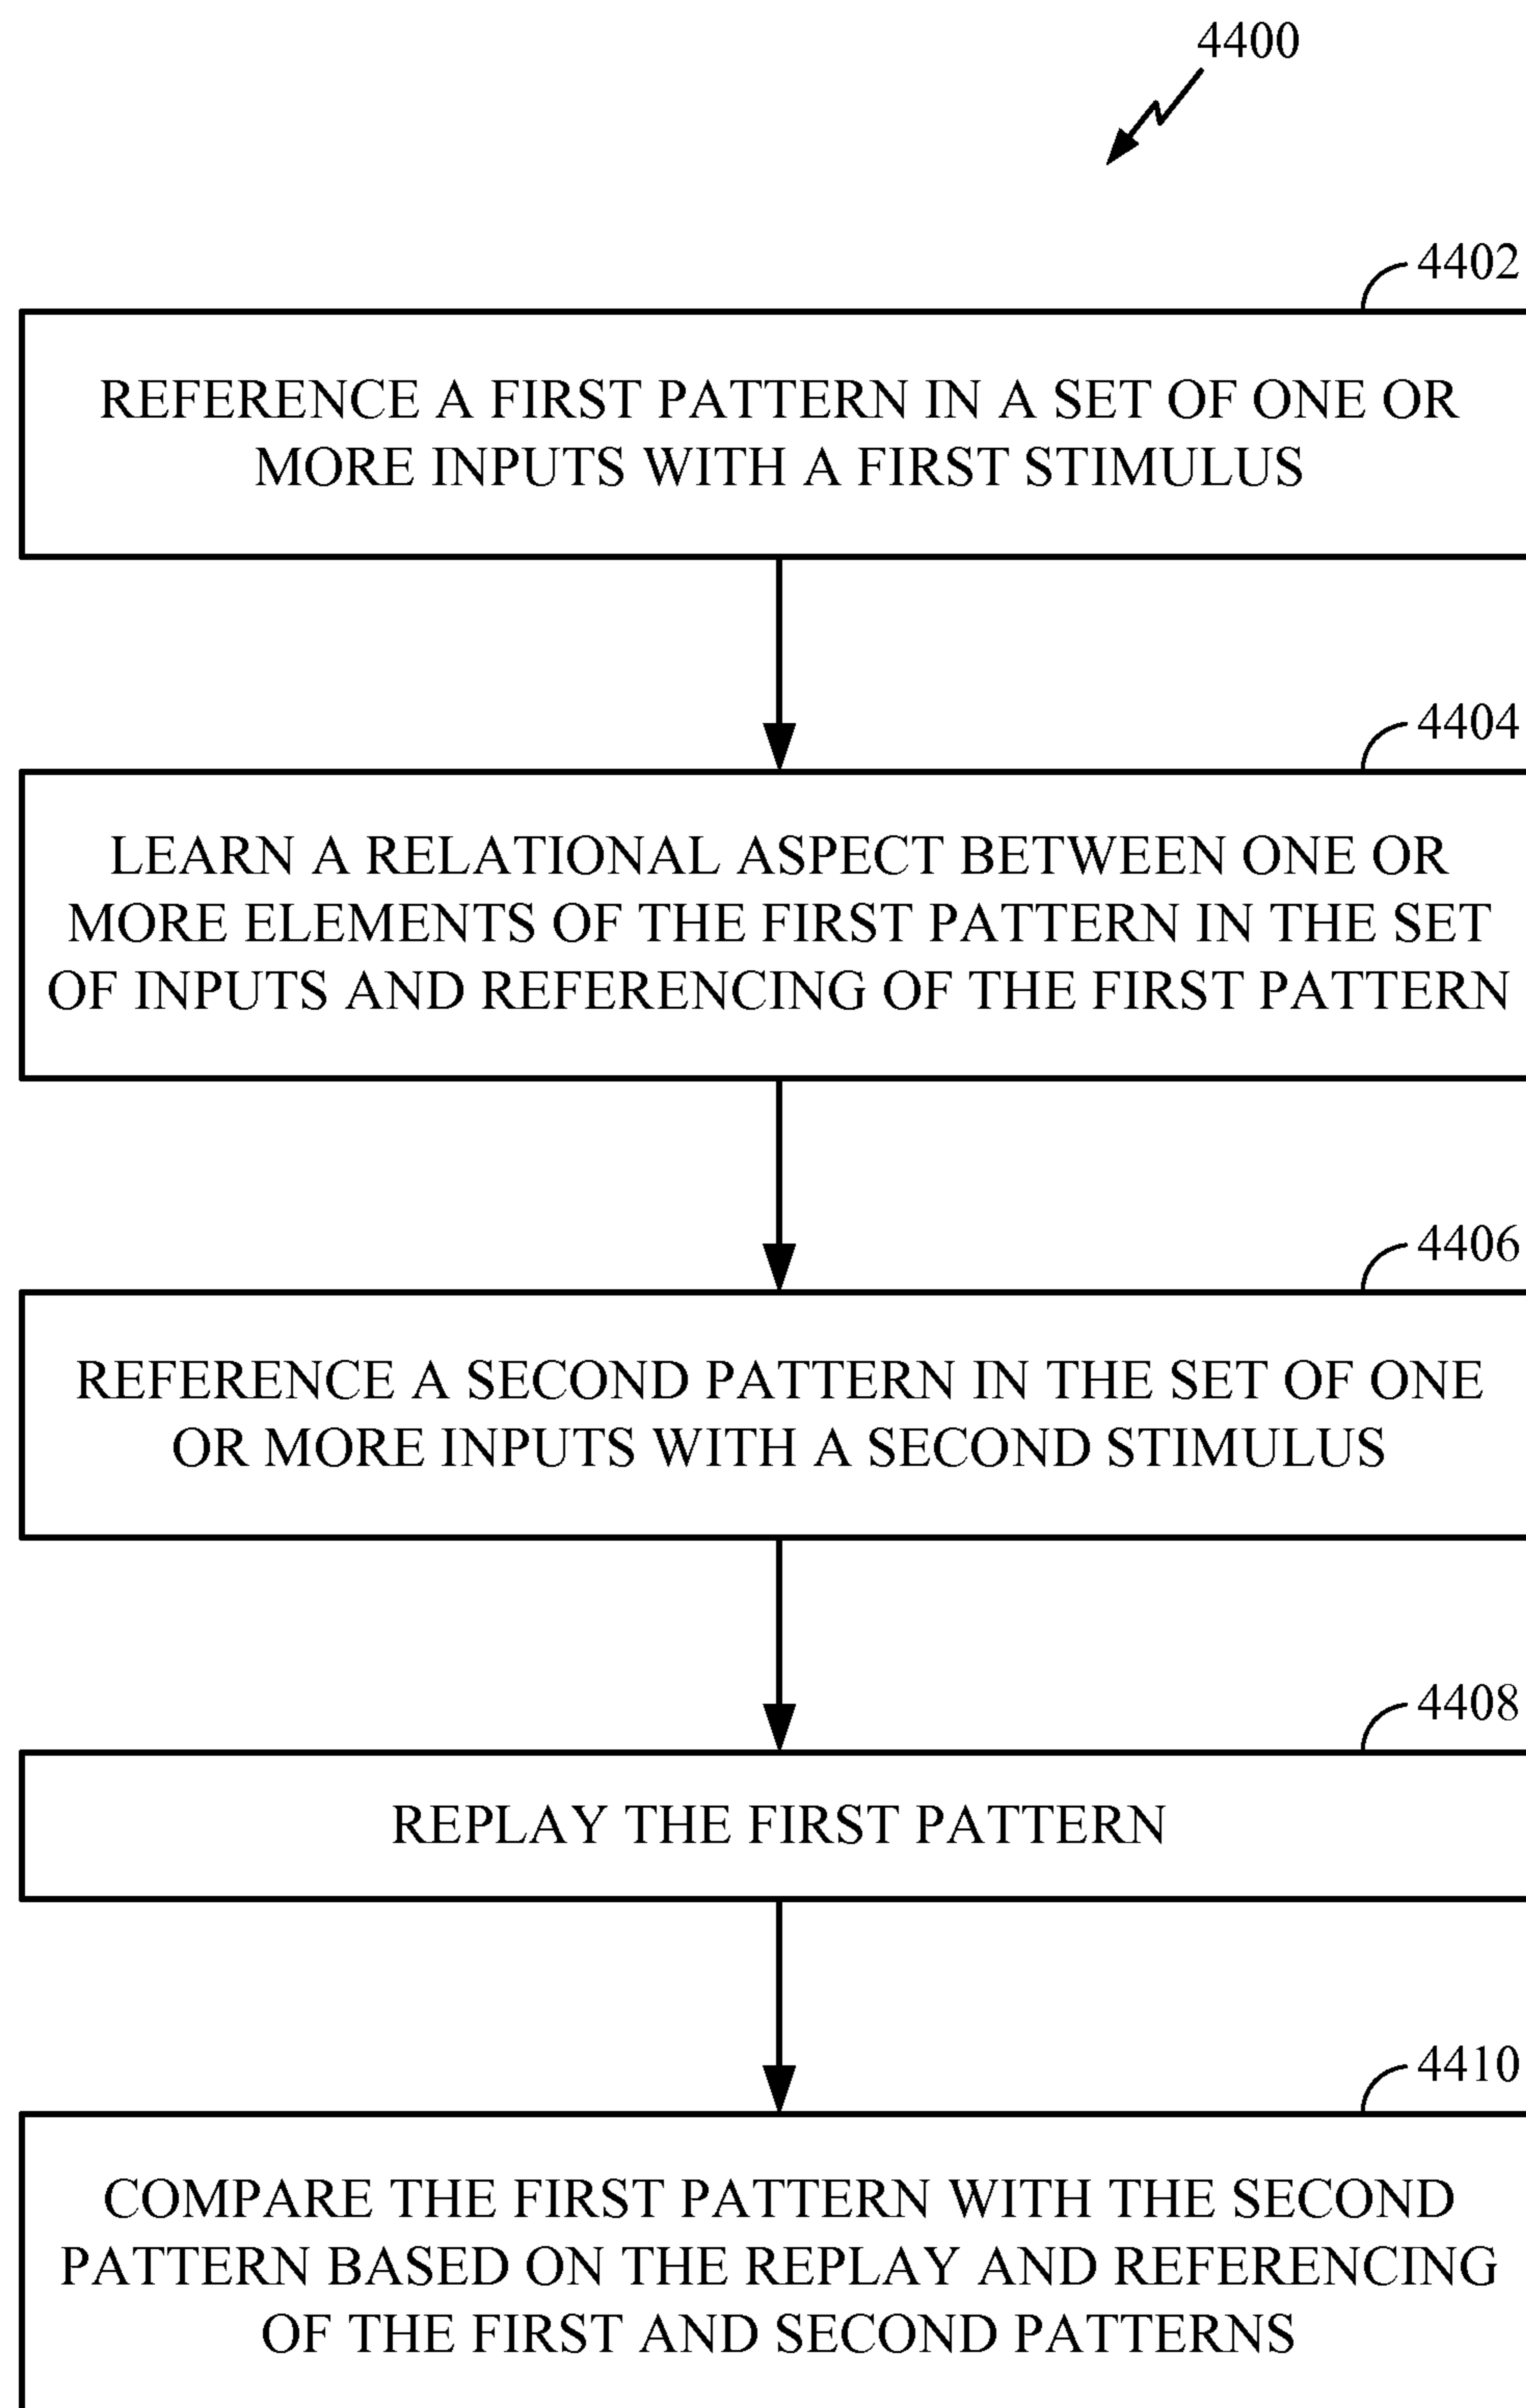 4400
4402
REFERENCE A FIRST PATTERN IN A SET OF ONE OR
MORE INPUTS WITH A FIRST STIMULUS
4404
LEARN A RELATIONAL ASPECT BETWEEN ONE OR
MORE ELEMENTS OF THE FIRST PATTERN IN THE SET
OF INPUTS AND REFERENCING OF THE FIRST PATTERN
4406
REFERENCE A SECOND PATTERN IN THE SET OF ONE
OR MORE INPUTS WITH A SECOND STIMULUS
4408
REPLAY THE FIRST PATTERN
4410
COMPARE THE FIRST PATTERN WITH THE SECOND
PATTERN BASED ON THE REPLAY AND REFERENCING
OF THE FIRST AND SECOND PATTERNS